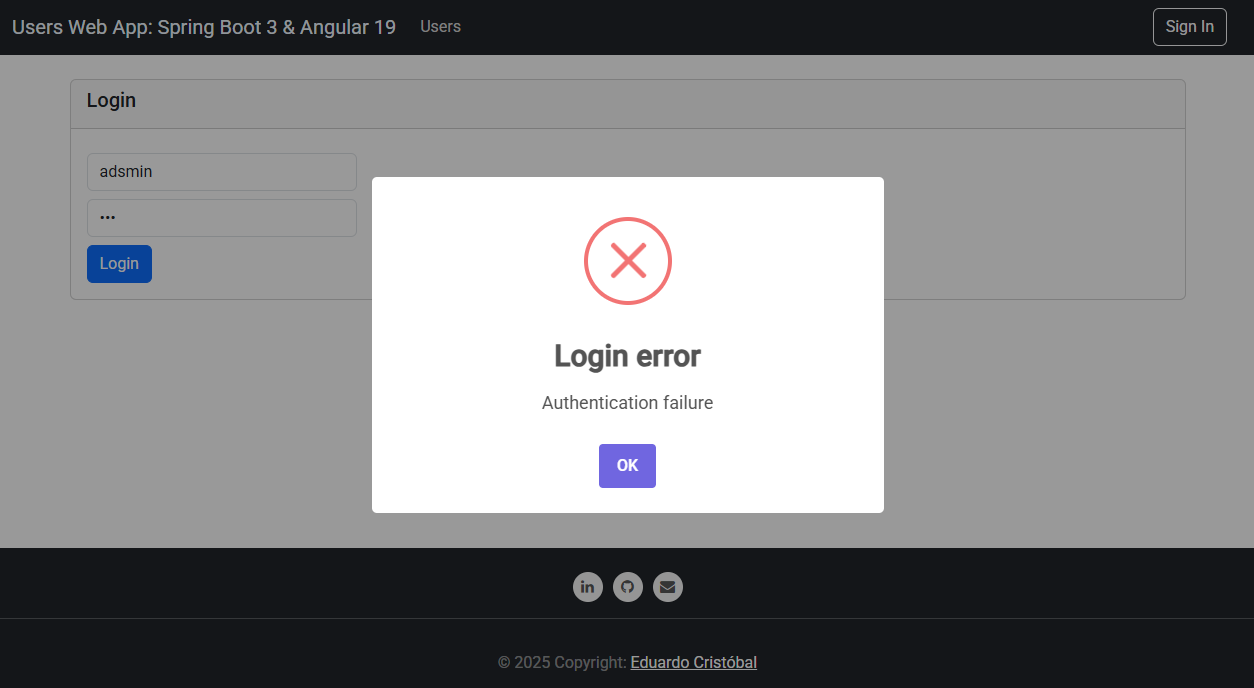 Users Web App: Spring Boot 3 & Angular 19 Users Sign In
Login
adsmin
•••
Login
Login error
Authentication failure
OK
in
© 2025 Copyright: Eduardo Cristóbal